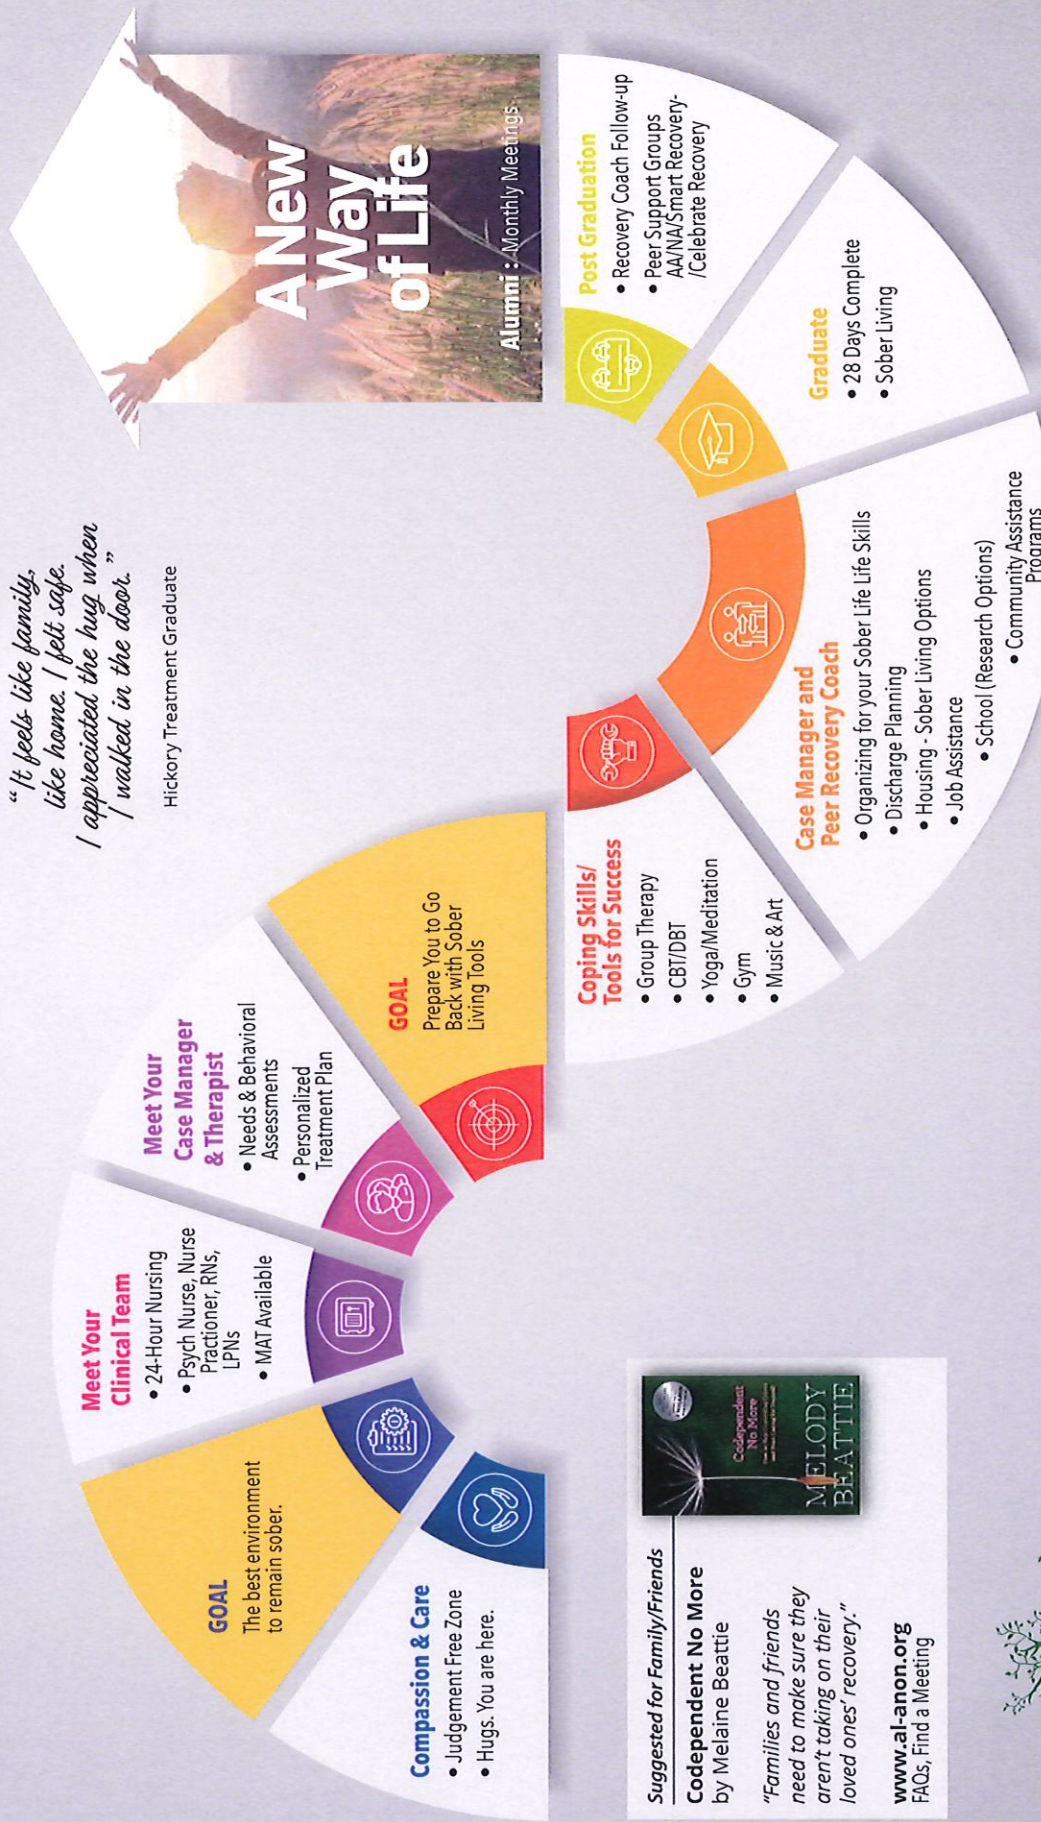 "It feels like family,
like home. I felt safe.
I appreciated the hug when
I walked in the door."
Hickory Treatment Graduate
Compassion & Care
• Judgement Free Zone
• Hugs. You are here.
GOAL
The best environment
to remain sober.
Meet Your
Clinical Team
• 24-Hour Nursing
• Psych Nurse, Nurse
Practioner, RNs,
LPNs
• MAT Available
Meet Your
Case Manager
& Therapist
• Needs & Behavioral
Assessments
• Personalized
Treatment Plan
GOAL
Prepare You to Go
Back with Sober
Living Tools
Coping Skills/
Tools for Success
• Group Therapy
• CBT/DBT
• Yoga/Meditation
• Gym
• Music & Art
Case Manager and
Peer Recovery Coach
• Organizing for your Sober Life Life Skills
• Discharge Planning
• Housing - Sober Living Options
• Job Assistance
• School (Research Options)
• Community Assistance
Programs
Graduate
• 28 Days Complete
• Sober Living
Post Graduation
• Recovery Coach Follow-up
• Peer Support Groups
AA/NA/Smart Recovery-
/Celebrate Recovery
A New
Way
of Life
Alumni : Monthly Meetings
Suggested for Family/Friends
Codependent No More
by Melaine Beattie
"Families and friends
need to make sure they
aren't taking on their
loved ones' recovery."
www.al-anon.org
FAQs, Find a Meeting
Codependent
No More
MELODY
BEATTIE